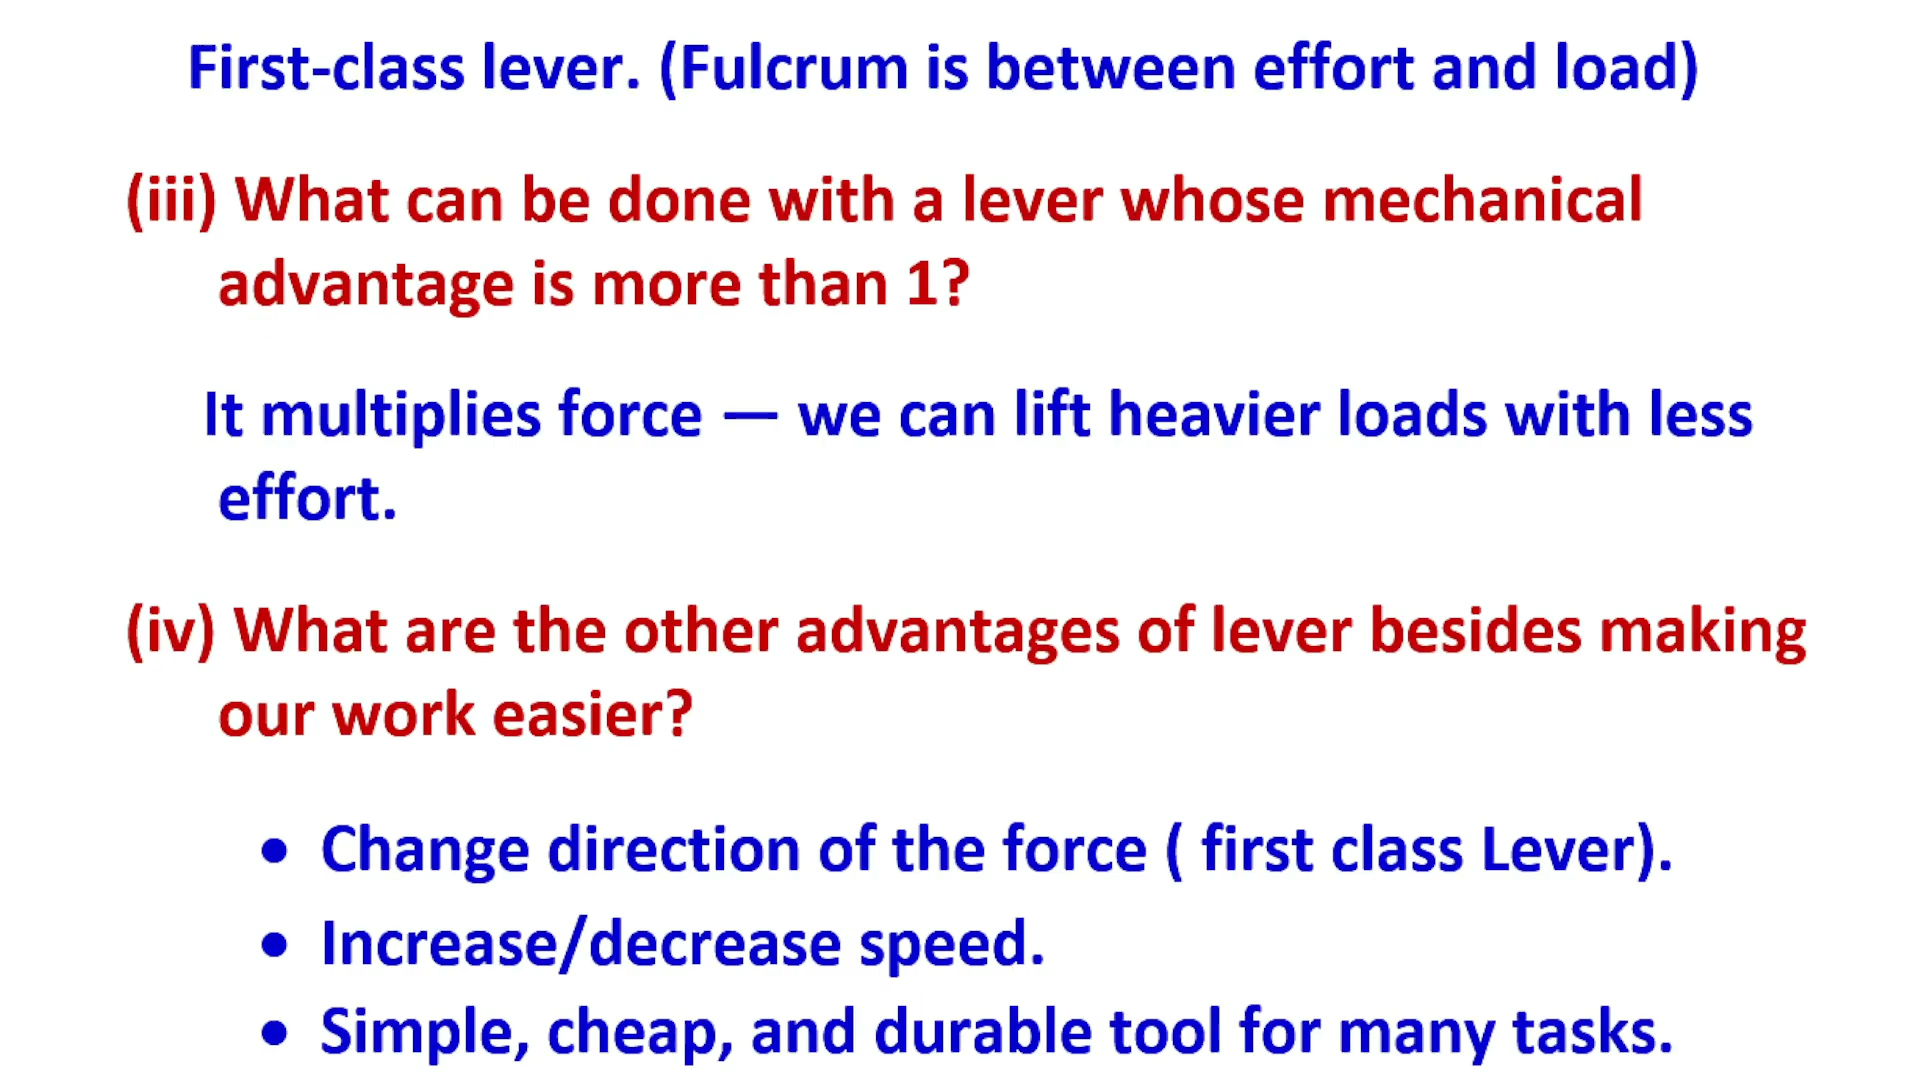 First-class lever. (Fulcrum is between effort and load)
(iii) What can be done with a lever whose mechanical
advantage is more than 1?
It multiplies force — we can lift heavier loads with less
effort.
(iv) What are the other advantages of lever besides making
our work easier?
• Change direction of the force ( first class Lever).
• Increase/decrease speed.
• Simple, cheap, and durable tool for many tasks.